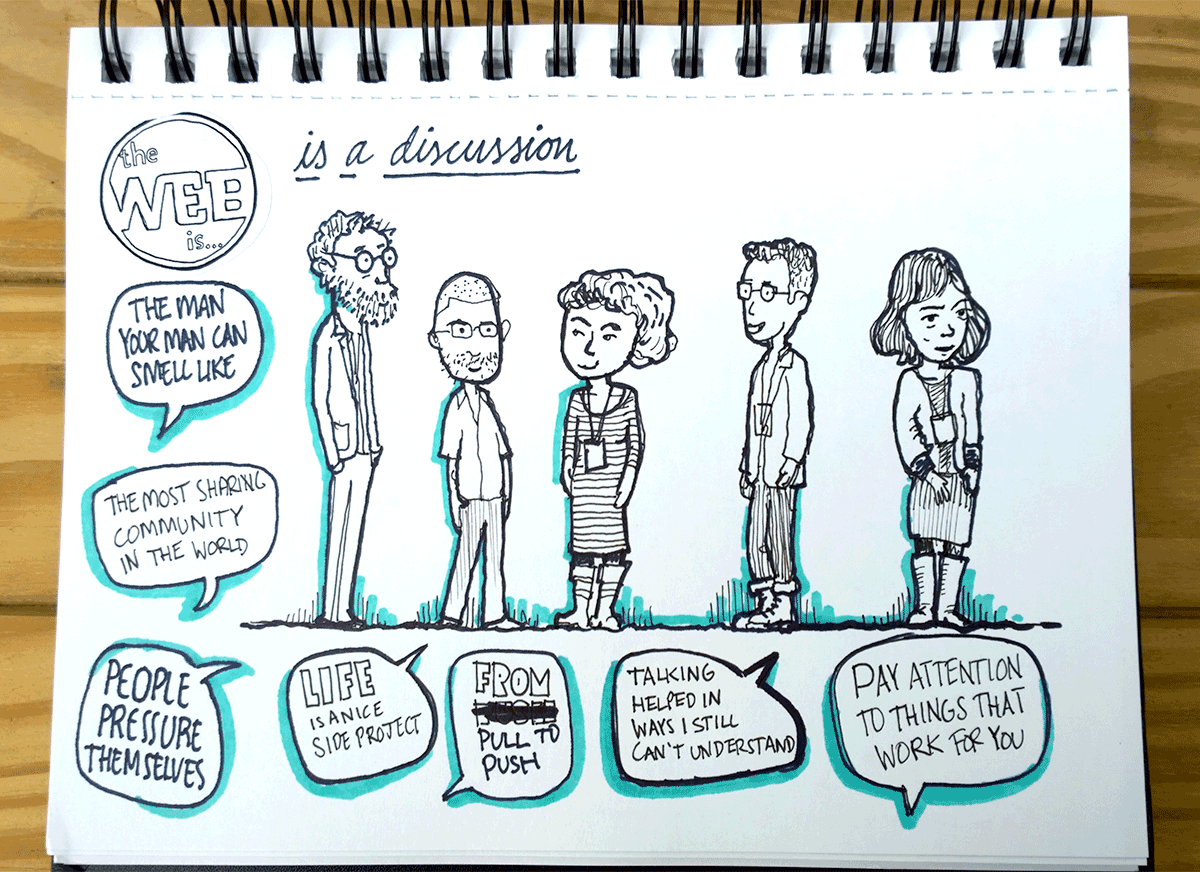 the
WEB
is...
is a discussion
THE MAN
YOUR MAN CAN
SMELL LIKE
THE MOST SHARING
COMMUNITY
IN THE WORLD
PEOPLE
PRESSURE
THEMSELVES
LIFE
IS A NICE
SIDE PROJECT
FROM
PULL TO
PUSH
TALKING
HELPED IN
WAYS I STILL
CAN'T UNDERSTAND
PAY ATTENTION
TO THINGS THAT
WORK FOR YOU